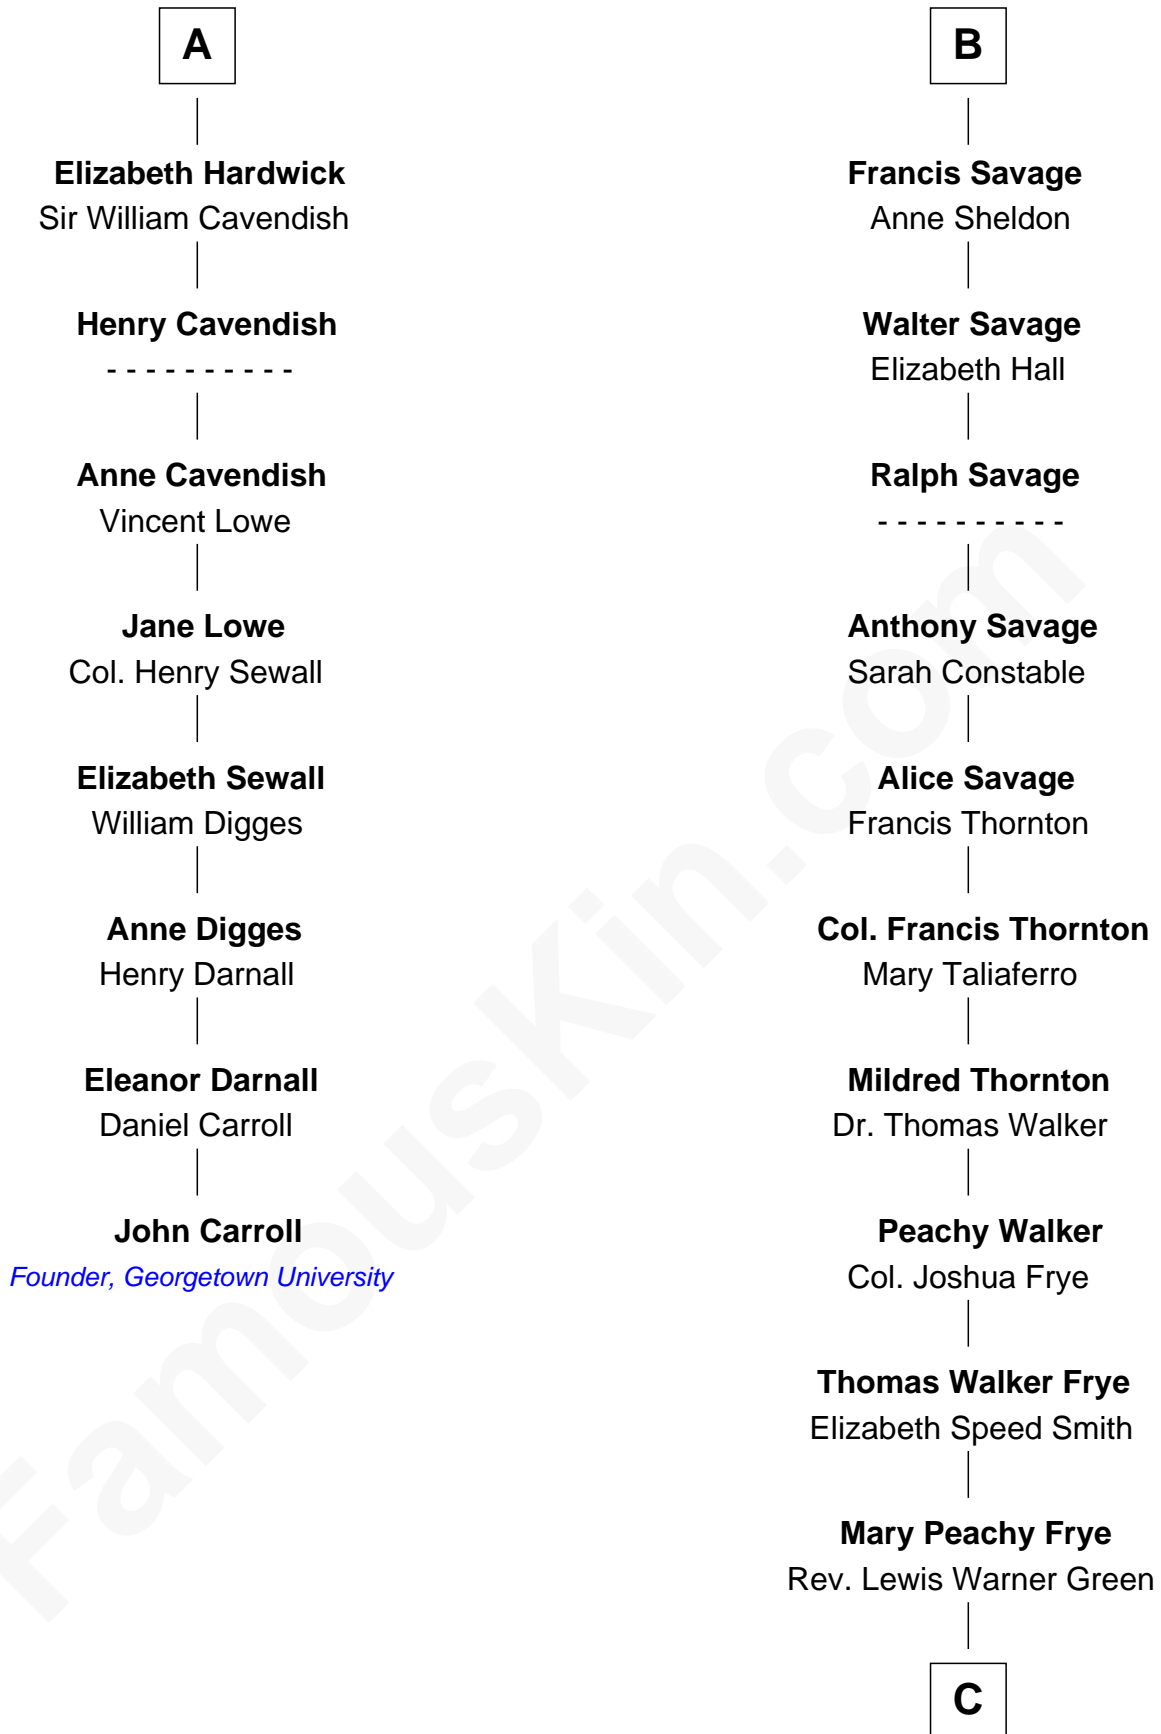 A
Elizabeth Hardwick
Sir William Cavendish
Henry Cavendish
- - - - - - - - - -
Anne Cavendish
Vincent Lowe
Jane Lowe
Col. Henry Sewall
Elizabeth Sewall
William Digges
Anne Digges
Henry Darnall
Eleanor Darnall
Daniel Carroll
John Carroll
Founder, Georgetown University
B
Francis Savage
Anne Sheldon
Walter Savage
Elizabeth Hall
Ralph Savage
- - - - - - - - - -
Anthony Savage
Sarah Constable
Alice Savage
Francis Thornton
Col. Francis Thornton
Mary Taliaferro
Mildred Thornton
Dr. Thomas Walker
Peachy Walker
Col. Joshua Frye
Thomas Walker Frye
Elizabeth Speed Smith
Mary Peachy Frye
Rev. Lewis Warner Green
C
FamousKin.com